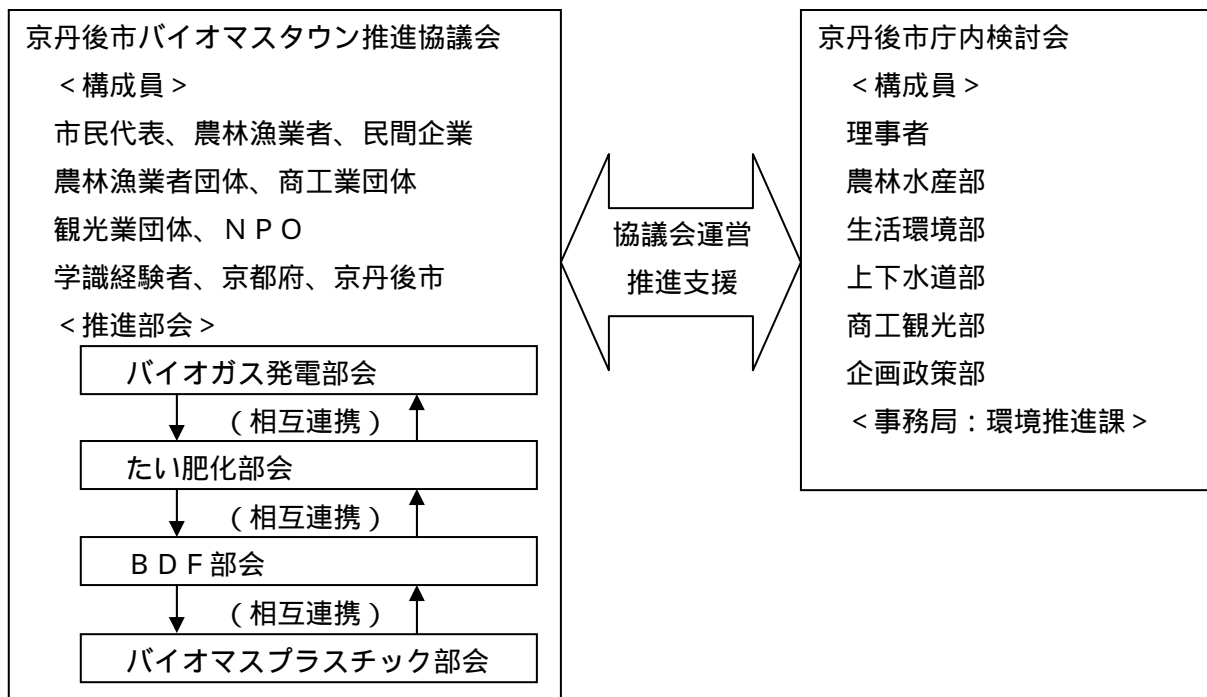 京丹後市バイオマスタウン推進協議会
<構成員>
市民代表、農林漁業者、民間企業
農林漁業者団体、商工業団体
観光業団体、NPO
学識経験者、京都府、京丹後市
<推進部会>
バイオガス発電部会
(相互連携)
たい肥化部会
(相互連携)
BDF部会
(相互連携)
バイオマスプラスチック部会
協議会運営
推進支援
京丹後市庁内検討会
<構成員>
理事者
農林水産部
生活環境部
上下水道部
商工観光部
企画政策部
<事務局:環境推進課>